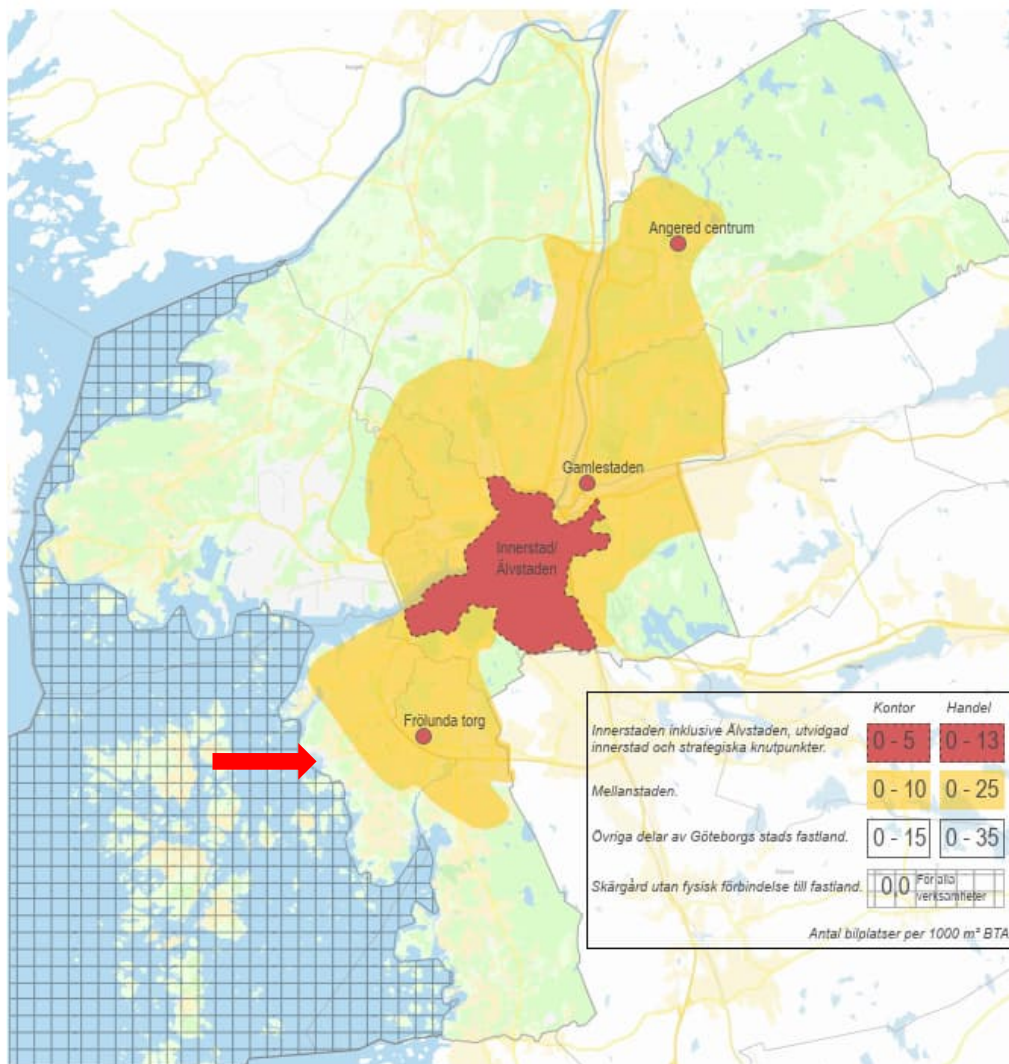 Angered centrum
Gamlestaden
Innerstad/
Älvstaden
Frölunda torg
Kontor Handel
Innerstaden inklusive Älvstaden, utvidgad
innerstad och strategiska knutpunkter.
0 - 5 0 - 13
Mellanstaden.
0 - 10 0 - 25
Övriga delar av Göteborgs stads fastland.
0 - 15 0 - 35
Skärgård utan fysisk förbindelse till fastland.
0,0 För alla
verksamheter
Antal bilplatser per 1000 m² BTA